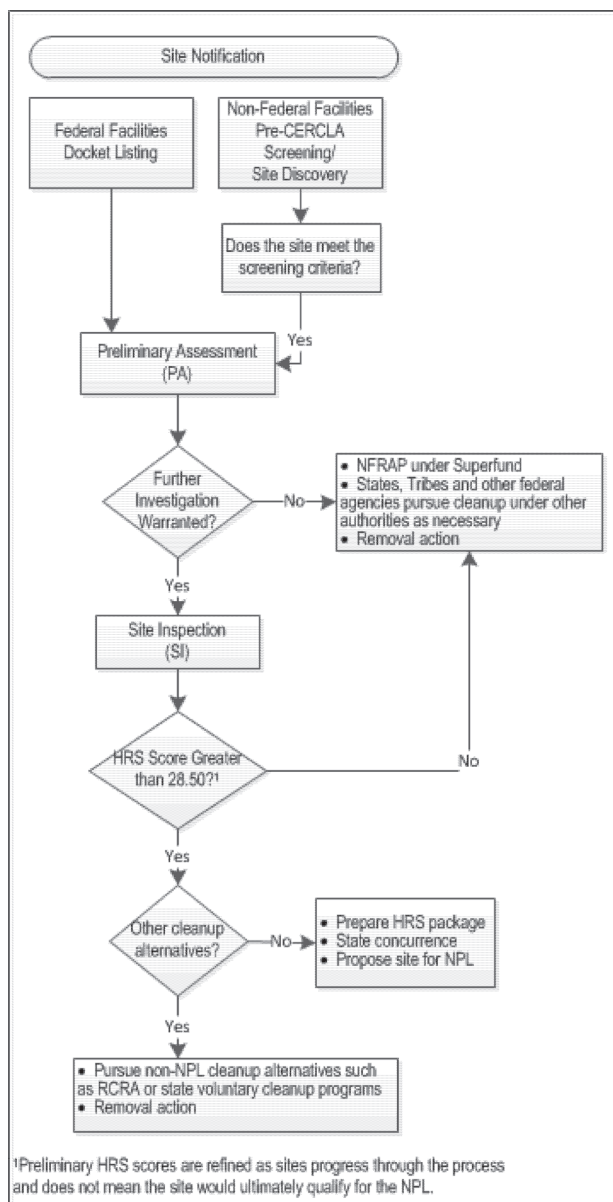 Site Notification
Federal Facilities
Docket Listing
Non-Federal Facilities
Pre-CERCLA
Screening/
Site Discovery
Does the site meet the
screening criteria?
Yes
Preliminary Assessment
(PA)
Further
Investigation
Warranted?
No
• NFRAP under Superfund
• States, Tribes and other federal
agencies pursue cleanup under other
authorities as necessary
• Removal action
Yes
Site Inspection
(SI)
HRS Score Greater
than 28.50?¹
No
Yes
Other cleanup
alternatives?
No
• Prepare HRS package
• State concurrence
• Propose site for NPL
Yes
• Pursue non-NPL cleanup alternatives such
as RCRA or state voluntary cleanup programs
• Removal action
¹Preliminary HRS scores are refined as sites progress through the process
and does not mean the site would ultimately qualify for the NPL.